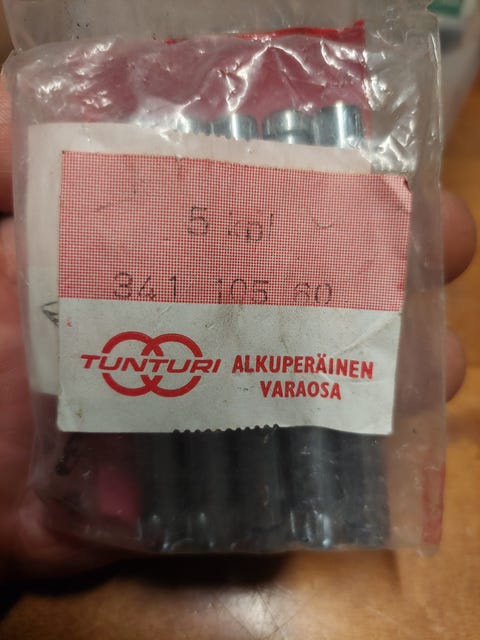 5 kpl
341 105 60
TUNTURI
ALKUPERÄINEN
VARAOSA